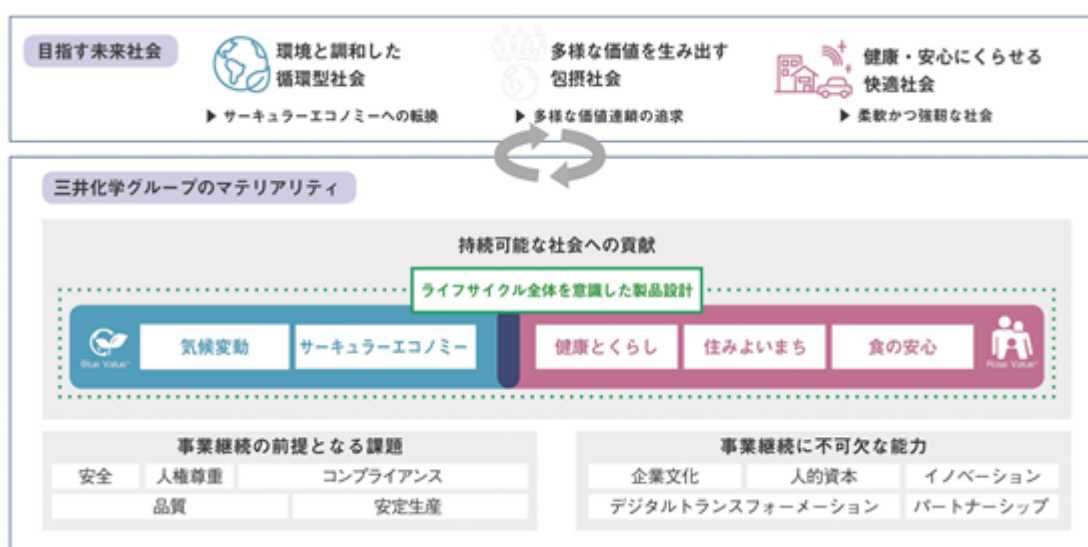 目指す未来社会
環境と調和した
循環型社会
▶ サーキュラーエコノミーへの転換
多様な価値を生み出す
包摂社会
▶ 多様な価値連鎖の追求
健康・安心にくらせる
快適社会
▶ 柔軟かつ強靭な社会
三井化学グループのマテリアリティ
持続可能な社会への貢献
ライフサイクル全体を意識した製品設計
Blue Value
気候変動
サーキュラーエコノミー
健康とくらし
住みよいまち
食の安心
Rose Value
事業継続の前提となる課題
安全
人権尊重
コンプライアンス
品質
安定生産
事業継続に不可欠な能力
企業文化
人的資本
イノベーション
デジタルトランスフォーメーション
パートナーシップ